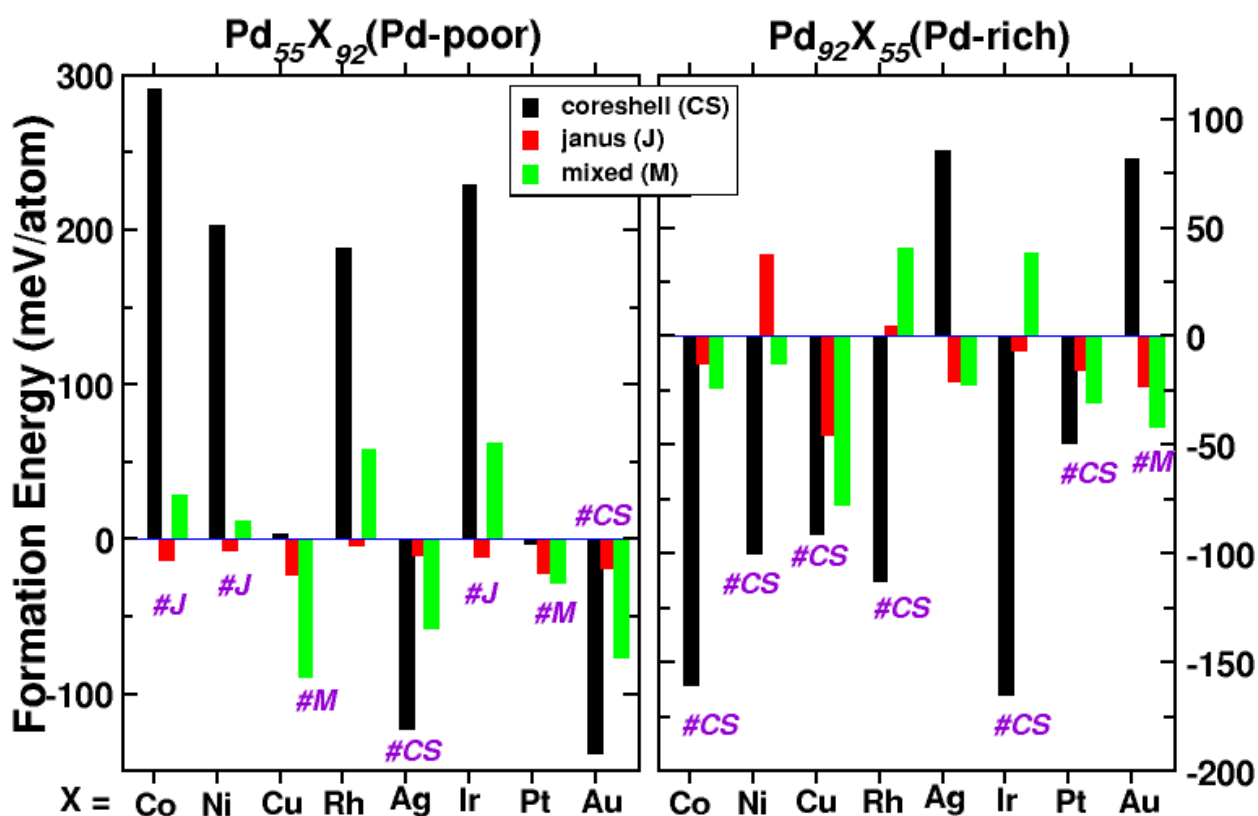 Pd55X92(Pd-poor)
Pd92X55(Pd-rich)
Formation Energy (meV/atom)
300
200
100
0
-100
coreshell (CS)
janus (J)
mixed (M)
100
50
0
-50
-100
-150
-200
#J
#J
#M
#CS
#J
#M
#CS
#CS
#CS
#CS
#CS
#CS
#CS
#M
X = Co Ni Cu Rh Ag Ir Pt Au
Co Ni Cu Rh Ag Ir Pt Au